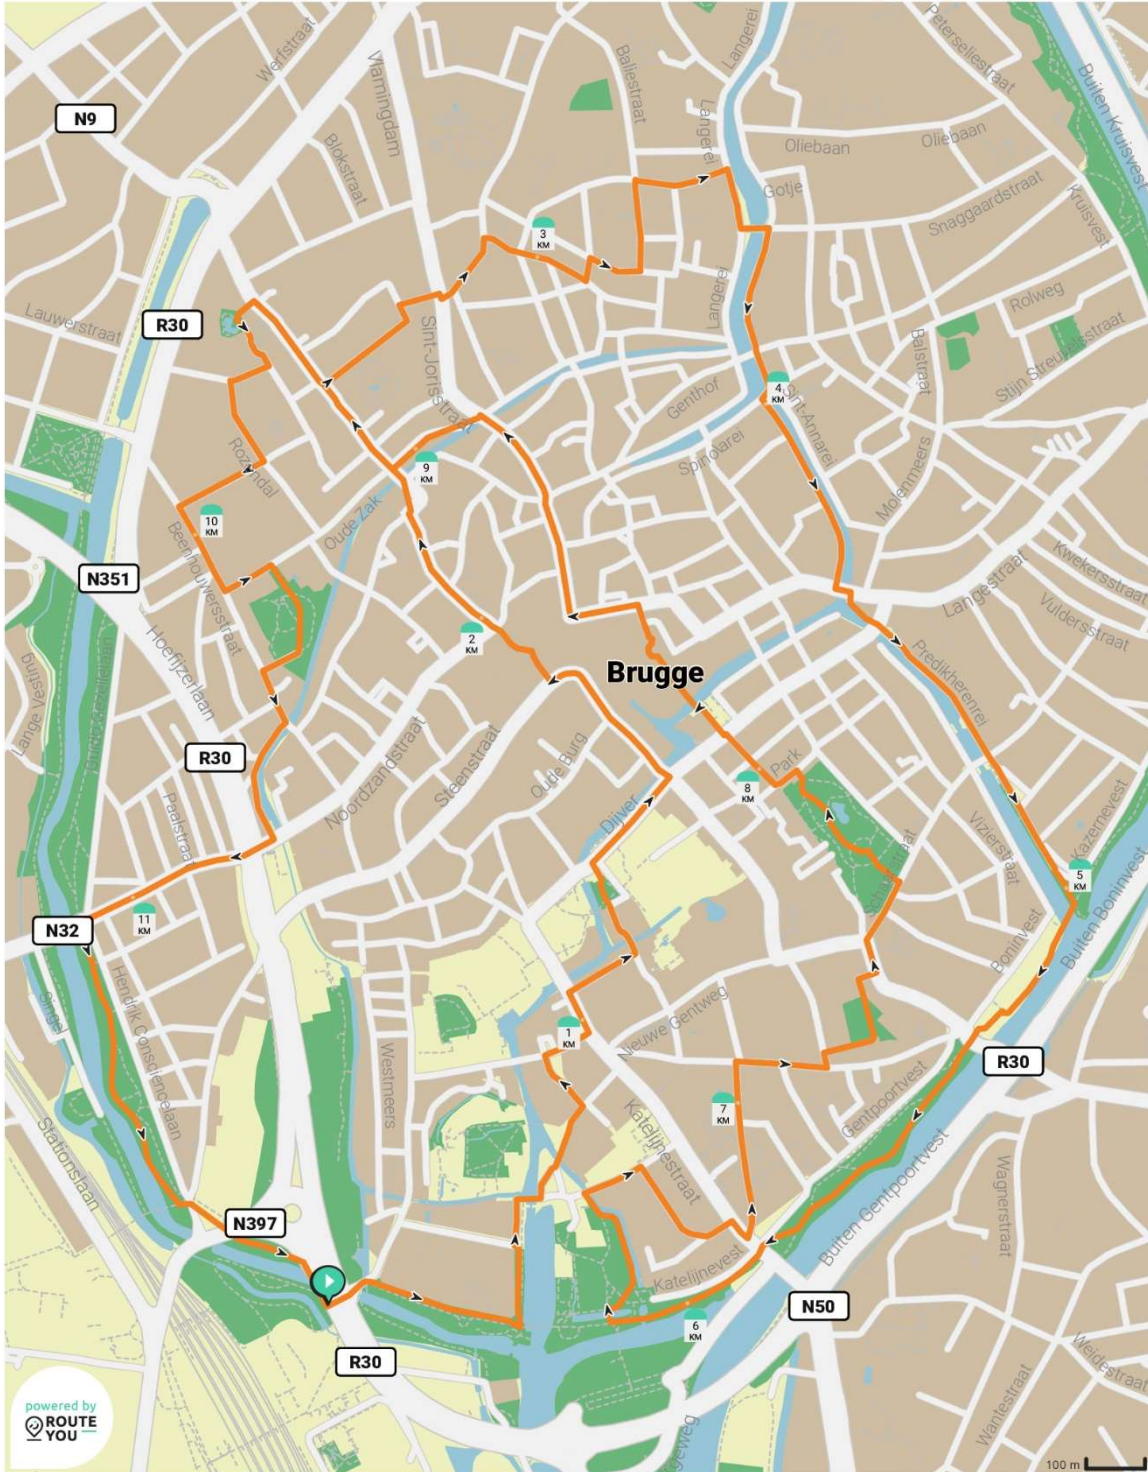 Werfstraat
Vlamingdam
Baliestraat
Langerei
Peterseliestraat
Buiten Kruisvest
N9
Blokstraat
Langerei
Oliebaan
Oliebaan
Gotje
Snaggaardstraat
Kruisvest
3
KM
Lauwerstraat
R30
Sint-Jorisstraat
Langerei
Rolweg
Balstraat
Stijn Streuvelsstraat
4
KM
Genthof
Sint-Annarei
Spinolarei
Molenmeers
9
KM
Rozendal
10
KM
Oude Zak
Beenhouwersstraat
N351
Langestraat
Kwekersstraat
Vuldersstraat
Hoefijzerlaan
2
KM
Brugge
Predikherenrei
Lange Vesting
R30
Noordzandstraat
Steenstraat
Oude Burg
Park
8
KM
Dijver
Paalstraat
Vizierstraat
Kazernevest
5
KM
11
KM
N32
Boninvest
Buiten Boninvest
Hendrik Consciencelaan
Singel
Nieuwe Gentweg
1
KM
Westmeers
R30
7
KM
Katelijnestraat
Gentpoortvest
Stationslaan
Wagnerstraat
Buiten Gentpoortvest
N397
Katelijnevest
N50
6
KM
R30
Weidestraat
Wantestraat
powered by
ROUTE
YOU
100 m